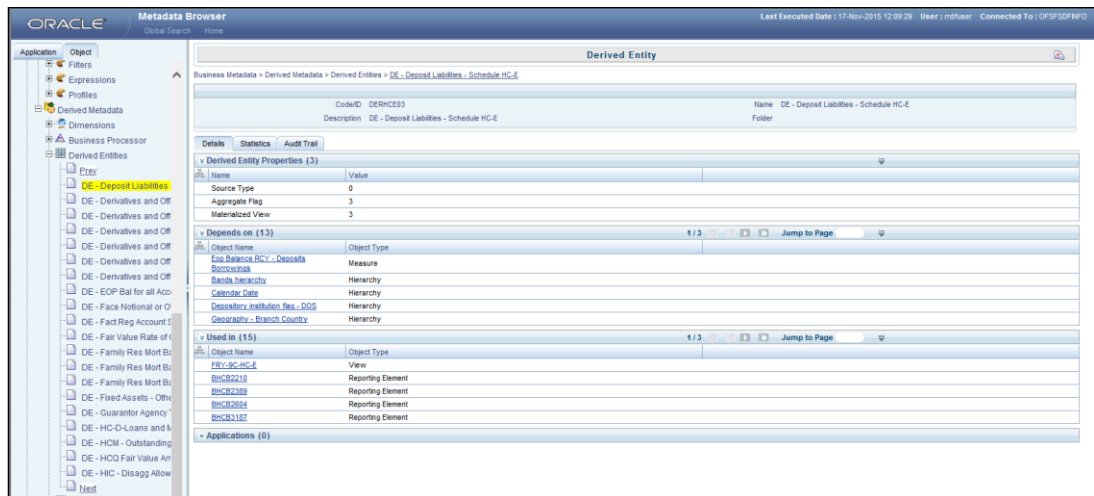 ORACLE
Metadata Browser
Global Search Home
Last Executed Date : 17-Nov-2015 12:09:29 User : rrdfuser Connected To : OFSFSDFINFO
Application Object
Filters
Expressions
Profiles
Derived Metadata
Dimensions
Business Processor
Derived Entities
Prev
DE - Deposit Liabilities
DE - Derivatives and Off
DE - Derivatives and Off
DE - Derivatives and Off
DE - Derivatives and Off
DE - Derivatives and Off
DE - Derivatives and Off
DE - EOP Bal for all Acc
DE - Face Notional or O
DE - Fact Reg Account S
DE - Fair Value Rate of
DE - Family Res Mort Ba
DE - Family Res Mort Ba
DE - Family Res Mort Ba
DE - Fixed Assets - Othe
DE - Guarantor Agency
DE - HC-D-Loans and M
DE - HCM - Outstanding
DE - HCQ Fair Value Am
DE - HIC - Disagg Allow
Next
Derived Entity
Business Metadata > Derived Metadata > Derived Entities > DE - Deposit Liabilities - Schedule HC-E
Code/ID DERHCE03 Name DE - Deposit Liabilities - Schedule HC-E
Description DE - Deposit Liabilities - Schedule HC-E Folder
Details Statistics Audit Trail
Derived Entity Properties (3)
Name Value
Source Type 0
Aggregate Flag 3
Materialized View 3
Depends on (13) 1 / 3 Jump to Page
Object Name Object Type
Eop Balance RCY - Deposits Borrowings Measure
Bands hierarchy Hierarchy
Calendar Date Hierarchy
Depository institution flag - DOS Hierarchy
Geography - Branch Country Hierarchy
Used in (15) 1 / 3 Jump to Page
Object Name Object Type
FRY-9C-HC-E View
BHCB2210 Reporting Element
BHCB2389 Reporting Element
BHCB2604 Reporting Element
BHCB3187 Reporting Element
Applications (0)